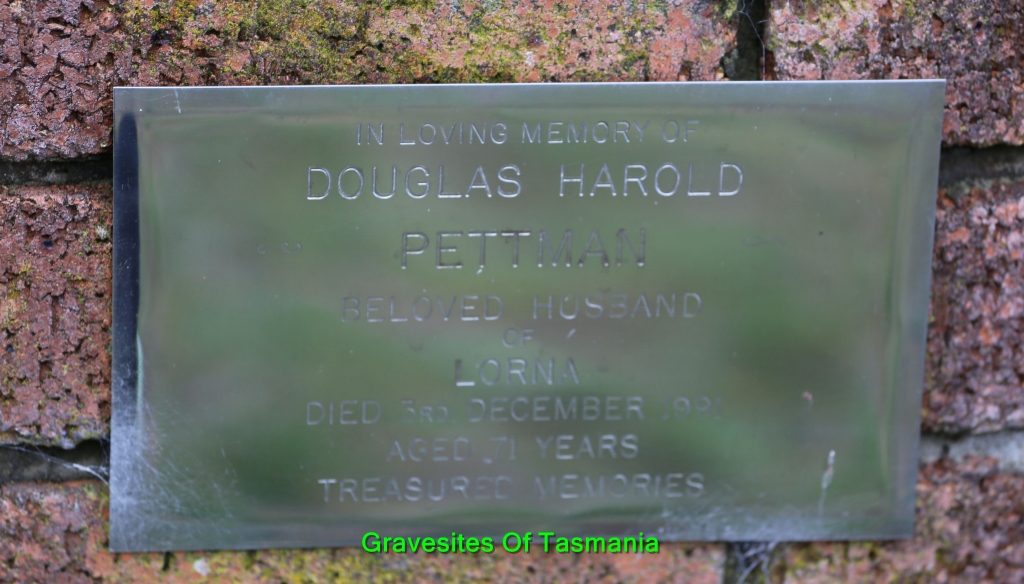 IN LOVING MEMORY OF
DOUGLAS HAROLD
PETTMAN
BELOVED HUSBAND
OF
LORNA
DIED 3RD DECEMBER 1991
AGED 71 YEARS
TREASURED MEMORIES
Gravesites Of Tasmania